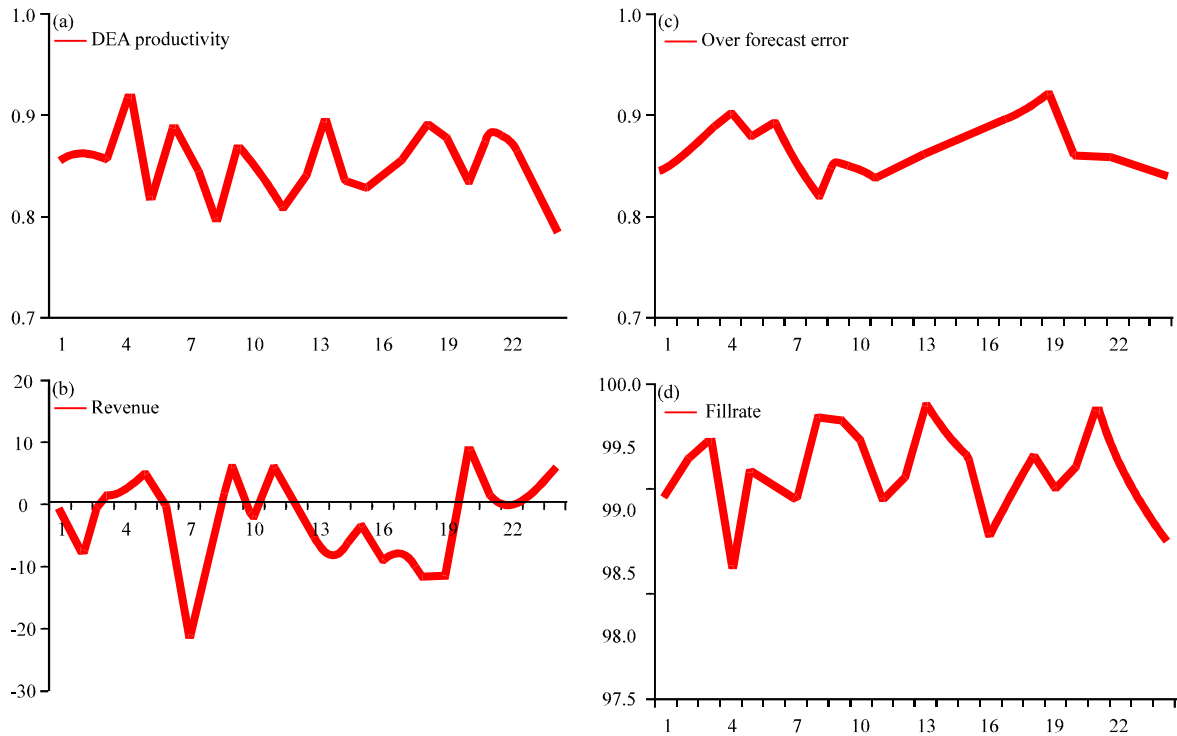 (a)
DEA productivity
1.0
0.9
0.8
0.7
1 4 7 10 13 16 19 22
(c)
Over forecast error
1.0
0.9
0.8
0.7
1 4 7 10 13 16 19 22
(b)
Revenue
20
10
0
-10
-20
-30
1 4 7 10 13 16 19 22
(d)
Fillrate
100.0
99.5
99.0
98.5
98.0
97.5
1 4 7 10 13 16 19 22